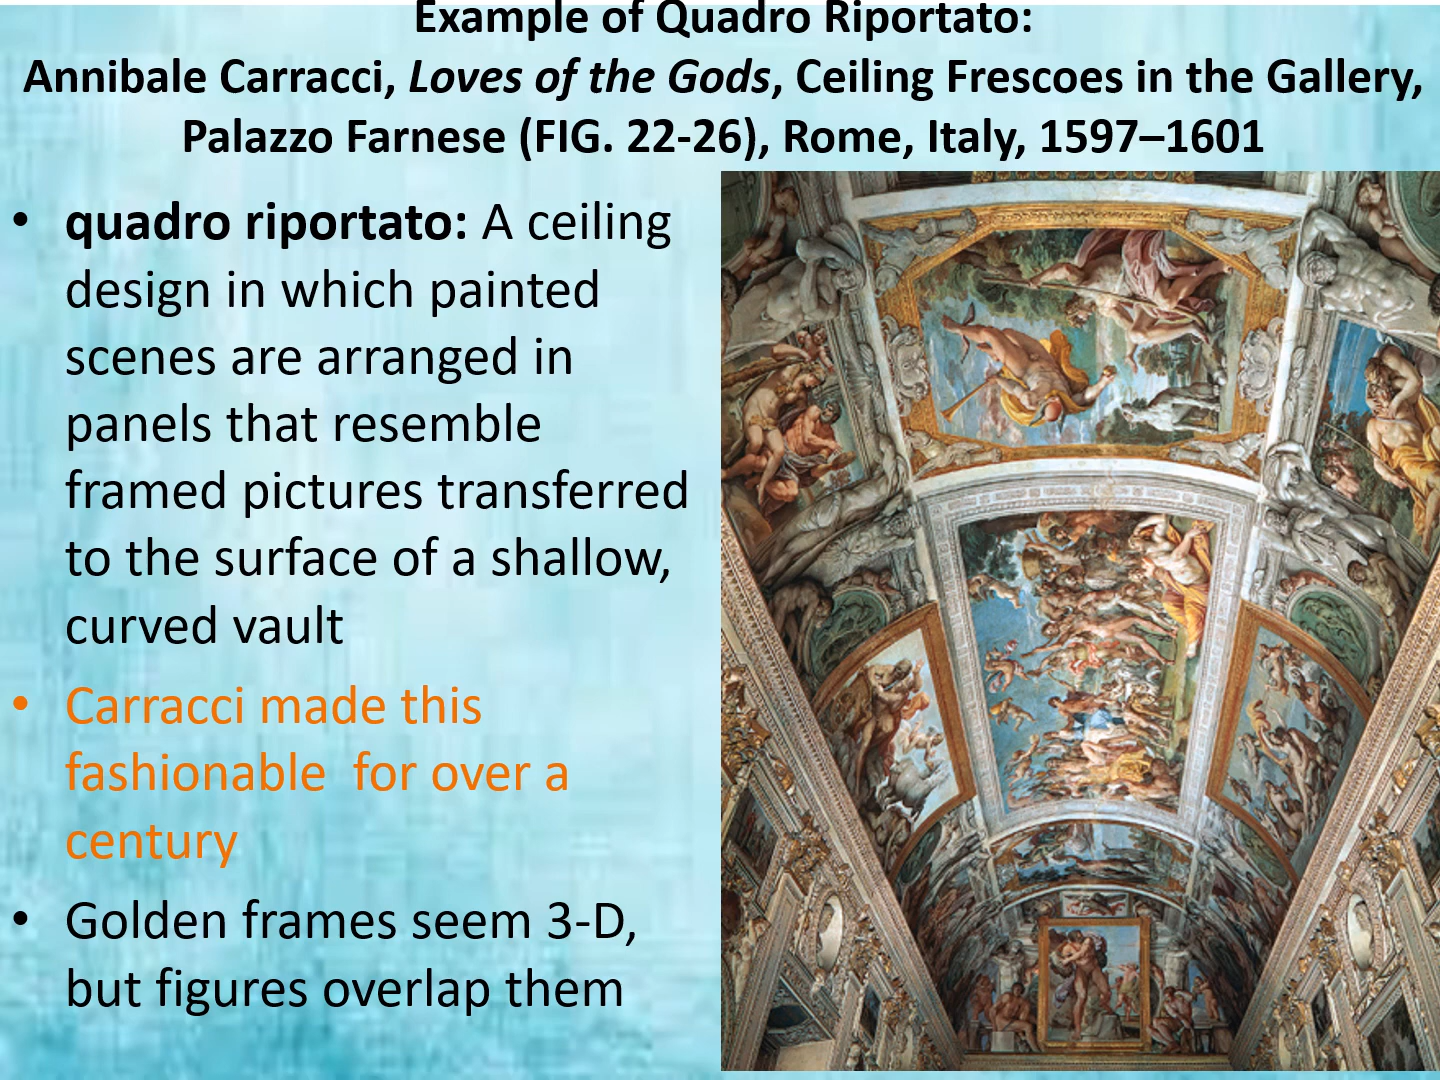 Example of Quadro Riportato:
Annibale Carracci, Loves of the Gods, Ceiling Frescoes in the Gallery,
Palazzo Farnese (FIG. 22-26), Rome, Italy, 1597–1601
• quadro riportato: A ceiling
design in which painted
scenes are arranged in
panels that resemble
framed pictures transferred
to the surface of a shallow,
curved vault
• Carracci made this
fashionable  for over a
century
• Golden frames seem 3-D,
but figures overlap them